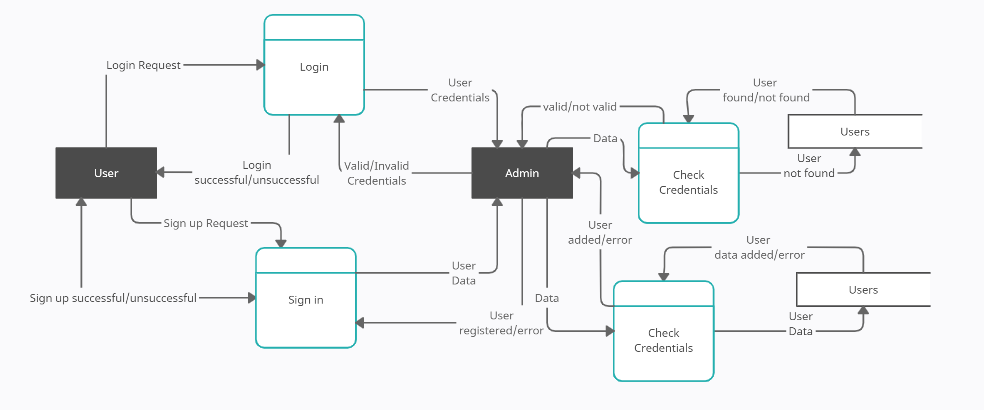 Login Request
Login
User
Credentials
valid/not valid
User
found/not found
Data
Users
Check
Credentials
User
not found
Login
successful/unsuccessful
Valid/Invalid
Credentials
User
Admin
Sign up Request
User
added/error
User
data added/error
User
Data
Sign in
Sign up successful/unsuccessful
Data
Users
User
registered/error
Check
Credentials
User
Data